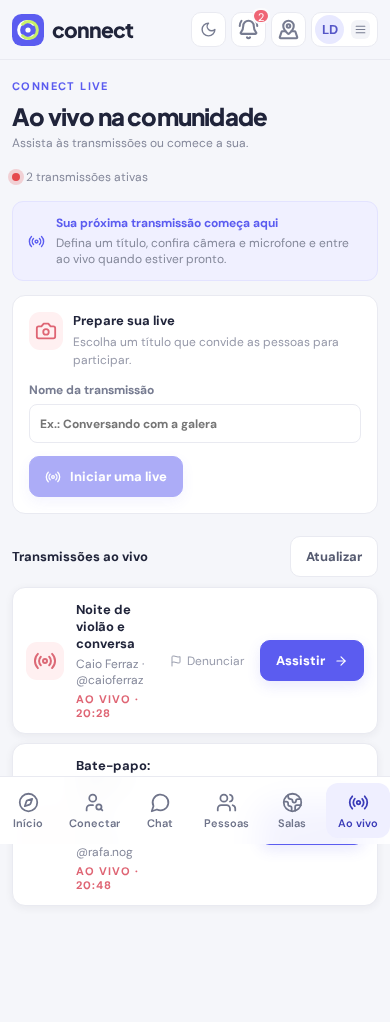 connect
2
LD
CONNECT LIVE
Ao vivo na comunidade
Assista às transmissões ou comece a sua.
2 transmissões ativas
Sua próxima transmissão começa aqui
Defina um título, confira câmera e microfone e entre
ao vivo quando estiver pronto.
Prepare sua live
Escolha um título que convide as pessoas para
participar.
Nome da transmissão
Ex.: Conversando com a galera
Iniciar uma live
Transmissões ao vivo
Atualizar
Noite de
violão e
conversa
Caio Ferraz ·
@caioferraz
AO VIVO ·
20:28
Denunciar
Assistir
Bate-papo:
Início
Conectar
Chat
Pessoas
Salas
Ao vivo
@rafa.nog
AO VIVO ·
20:48